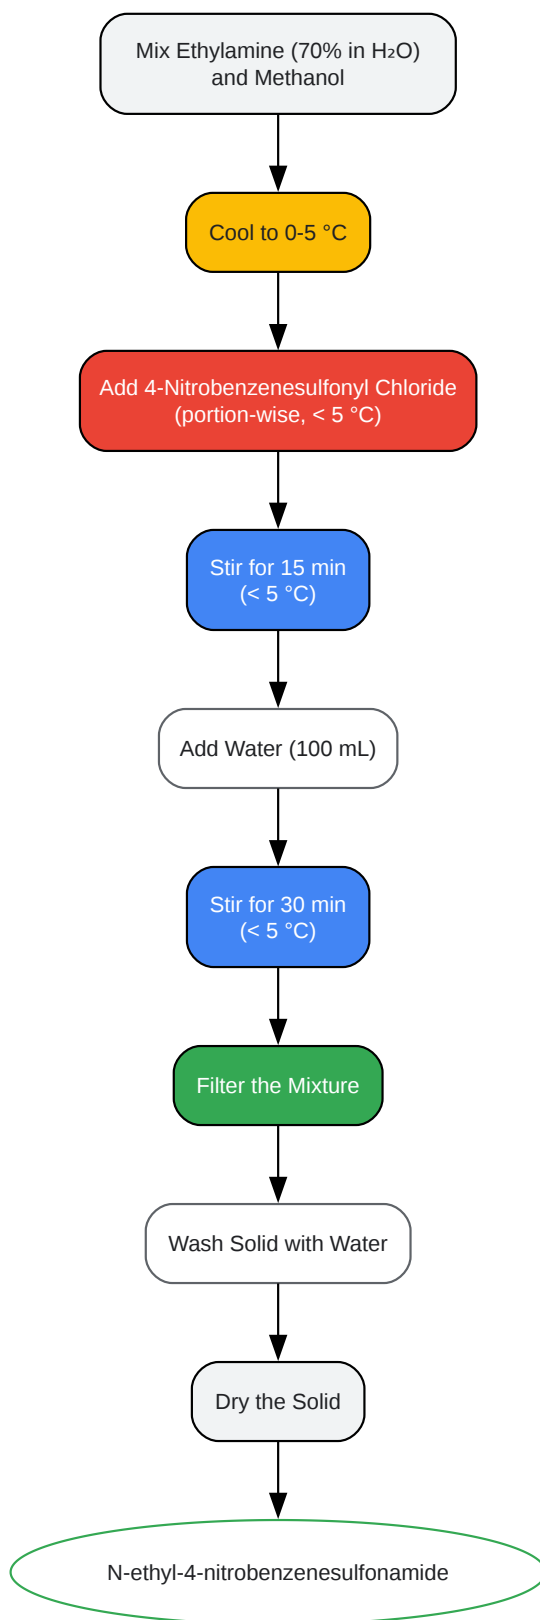 Mix Ethylamine (70% in H₂O)
and Methanol
Cool to 0-5 °C
Add 4-Nitrobenzenesulfonyl Chloride
(portion-wise, < 5 °C)
Stir for 15 min
(< 5 °C)
Add Water (100 mL)
Stir for 30 min
(< 5 °C)
Filter the Mixture
Wash Solid with Water
Dry the Solid
N-ethyl-4-nitrobenzenesulfonamide